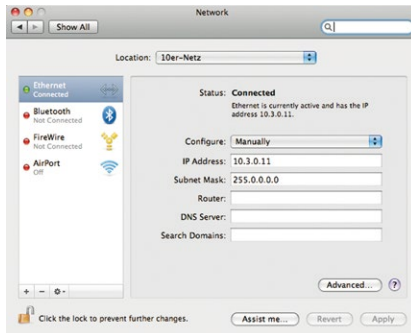 Network
Show All
Location: 10er-Netz
Ethernet
Connected
Bluetooth
Not Connected
FireWire
Not Connected
AirPort
Off
Status: Connected
Ethernet is currently active and has the IP
address 10.3.0.11.
Configure: Manually
IP Address: 10.3.0.11
Subnet Mask: 255.0.0.0.0
Router:
DNS Server:
Search Domains:
Advanced... ?
+ −
Click the lock to prevent further changes.
Assist me... Revert Apply